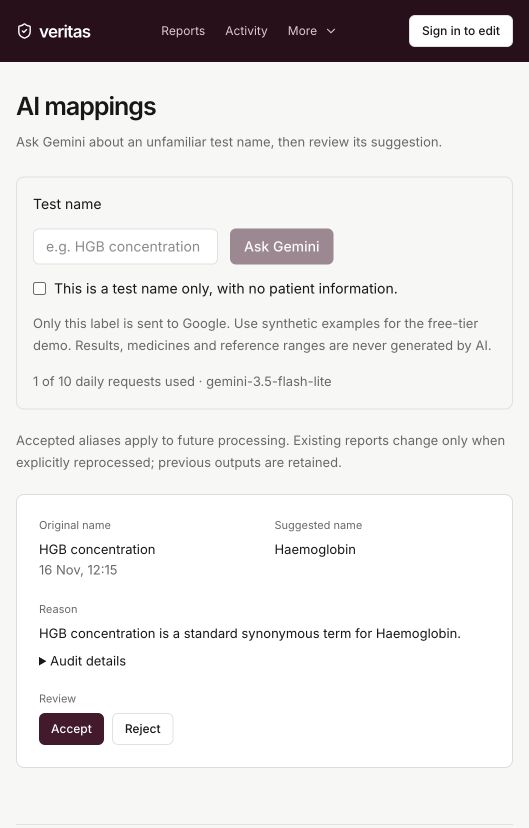 veritas
Reports
Activity
More
Sign in to edit
AI mappings
Ask Gemini about an unfamiliar test name, then review its suggestion.
Test name
e.g. HGB concentration
Ask Gemini
This is a test name only, with no patient information.
Only this label is sent to Google. Use synthetic examples for the free-tier
demo. Results, medicines and reference ranges are never generated by AI.
1 of 10 daily requests used · gemini-3.5-flash-lite
Accepted aliases apply to future processing. Existing reports change only when
explicitly reprocessed; previous outputs are retained.
Original name
HGB concentration
16 Nov, 12:15
Suggested name
Haemoglobin
Reason
HGB concentration is a standard synonymous term for Haemoglobin.
Audit details
Review
Accept
Reject